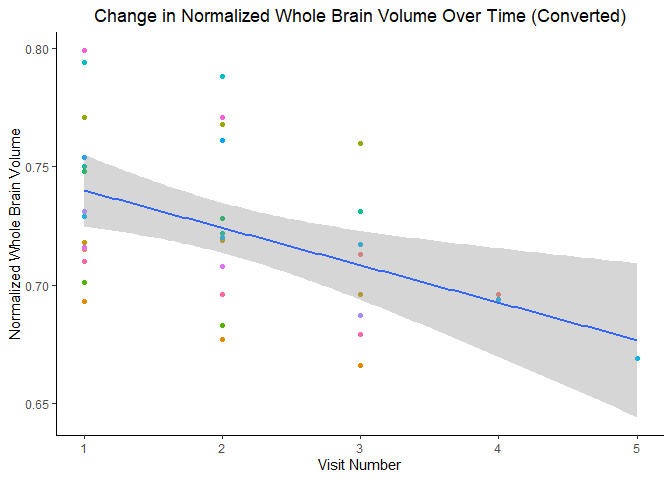 Change in Normalized Whole Brain Volume Over Time (Converted)
0.80
0.75
0.70
0.65
Normalized Whole Brain Volume
1 2 3 4 5
Visit Number